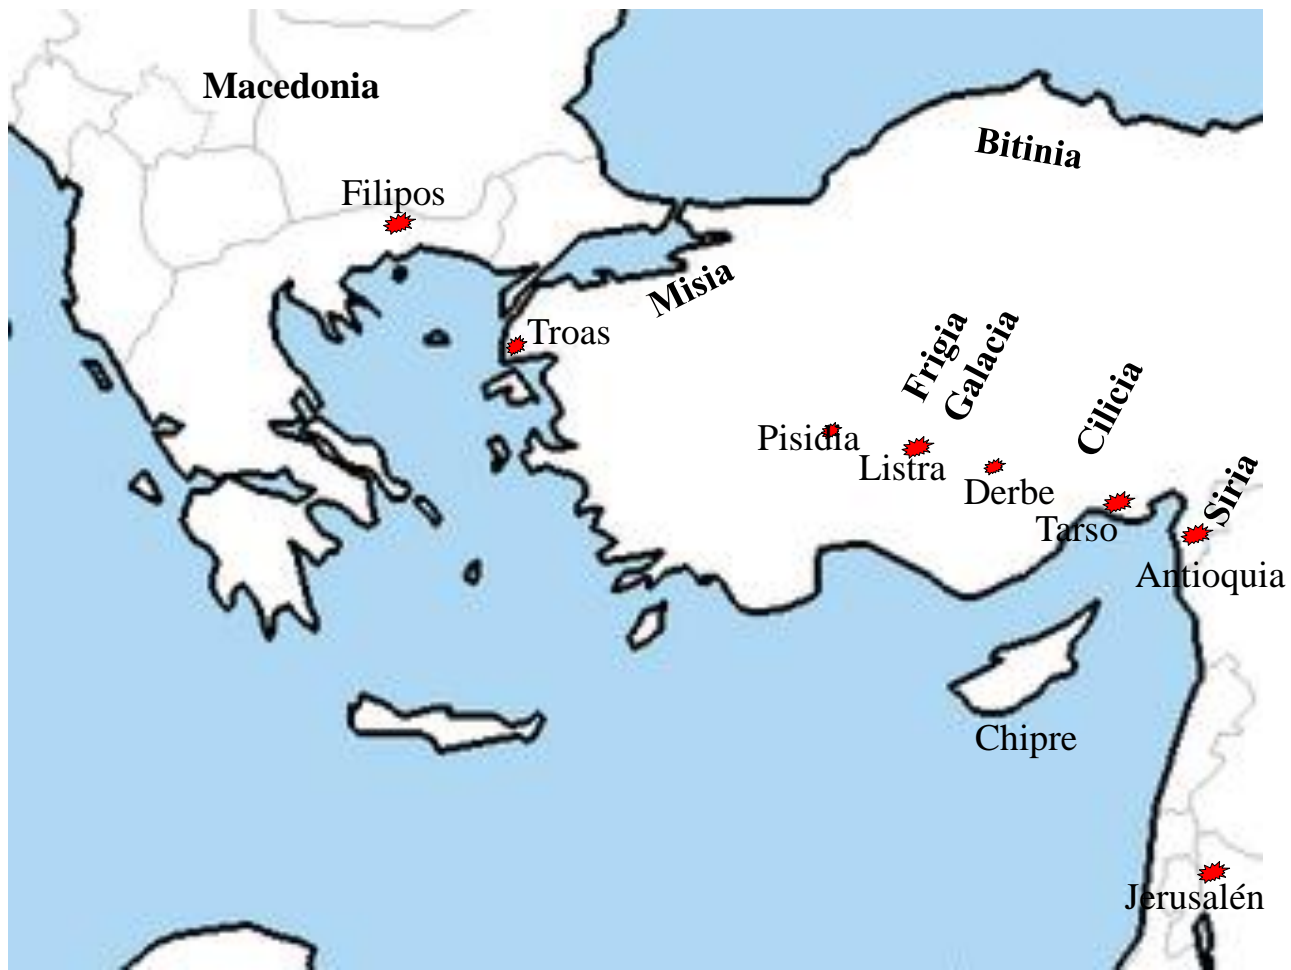 Macedonia
Bitinia
Filipos
Misia
Troas
Frigia
Galacia
Cilicia
Pisidia
Listra
Derbe
Siria
Tarso
Antioquia
Chipre
Jerusalén